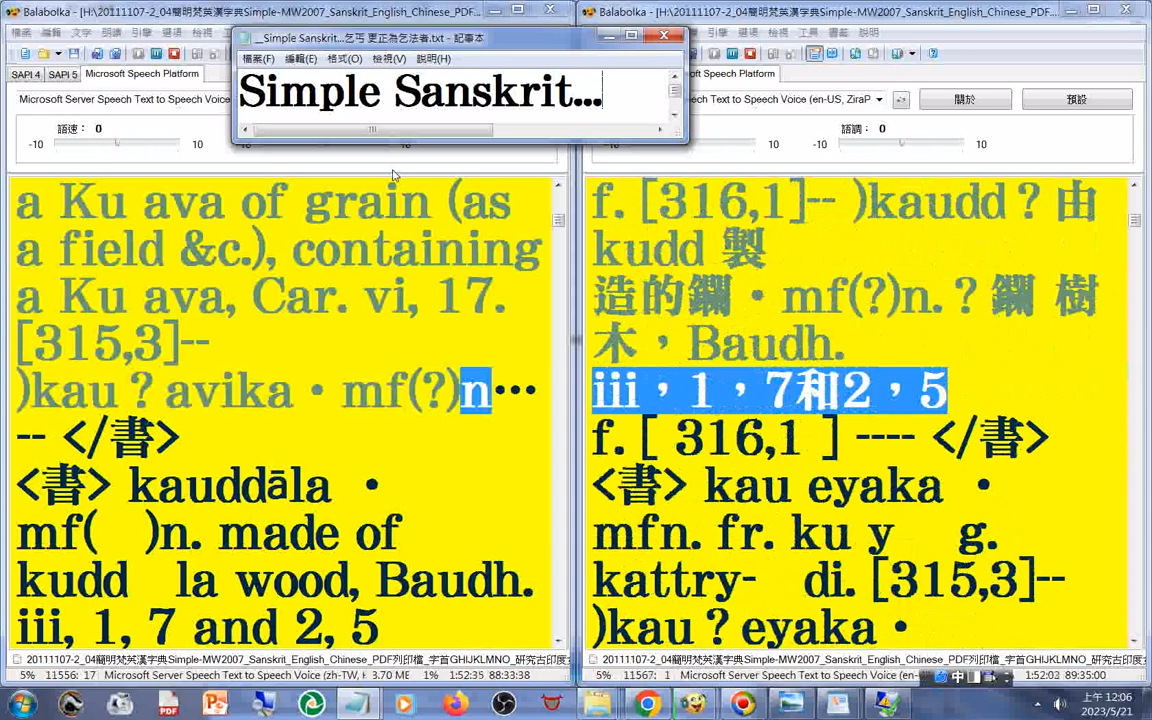 Balabolka - [H:\20111107-2_04簡明梵英漢字典Simple-MW2007_Sanskrit_English_Chinese_PDF...
Balabolka - [H:\20111107-2_04簡明梵英漢字典Simple-MW2007_Sanskrit_English_Chinese_PDF...
__Simple Sanskrit...乞丐 更正為乞法者.txt - 記事本
檔案(F) 編輯(E) 格式(O) 檢視(V) 說明(H)
Simple Sanskrit...
SAPI 4 SAPI 5 Microsoft Speech Platform
Microsoft Server Speech Text to Speech Voice
ect Text to Speech Voice (en-US, ZiraP
關於 預設
語速： 0
-10 10
語調： 0
-10 10
a Ku ava of grain (as
a field &c.), containing
a Ku ava, Car. vi, 17.
[315,3]--
)kau？avika・mf(?)n…
-- </書>
<書> kauddāla ・
mf( )n. made of
kudd la wood, Baudh.
iii, 1, 7 and 2, 5
f. [316,1]-- )kaudd？由
kudd 製
造的鑭・mf(?)n.？鑭 樹
木，Baudh.
iii，1，7和2，5
f. [ 316,1 ] ---- </書>
<書> kau eyaka ・
mfn. fr. ku y g.
kattry- di. [315,3]--
)kau？eyaka・
20111107-2_04簡明梵英漢字典Simple-MW2007_Sanskrit_English_Chinese_PDF列印檔_字首GHIJKLMNO_研究古印度
20111107-2_04簡明梵英漢字典Simple-MW2007_Sanskrit_English_Chinese_PDF列印檔_字首GHIJKLMNO_研究古印度
5% 11556: 17 Microsoft Server Speech Text to Speech Voice (zh-TW, H 3.70 ME 1% 1:52:35 88:33:38
5% 11567: 1 Microsoft Server Speech Text to Speech Voice 1:52:03 89:35:00
中
上午 12:06
2023/5/21